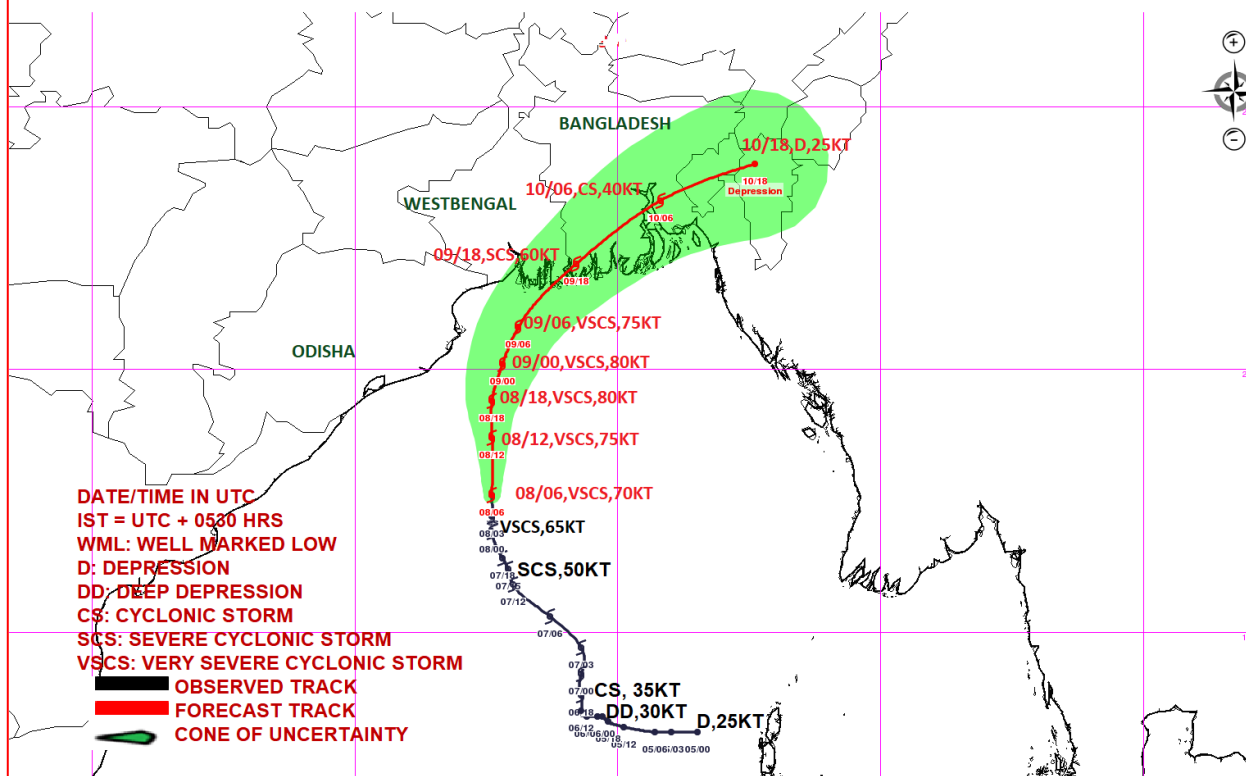 BANGLADESH
10/18,D,25KT
10/18
Depression
10/06,CS,40KT
10/06
WESTBENGAL
09/18,SCS,60KT
09/18
09/06,VSCS,75KT
09/06
ODISHA
09/00,VSCS,80KT
09/00
08/18,VSCS,80KT
08/18
08/12,VSCS,75KT
08/12
08/06,VSCS,70KT
08/06
VSCS,65KT
08/03
08/00
SCS,50KT
07/18
07/12
07/06
07/03
07/00
CS, 35KT
06/18
DD,30KT
06/12
06/00
D,25KT
05/18
05/12
05/06
05/03
05/00
DATE/TIME IN UTC
IST = UTC + 0530 HRS
WML: WELL MARKED LOW
D: DEPRESSION
DD: DEEP DEPRESSION
CS: CYCLONIC STORM
SCS: SEVERE CYCLONIC STORM
VSCS: VERY SEVERE CYCLONIC STORM
OBSERVED TRACK
FORECAST TRACK
CONE OF UNCERTAINTY